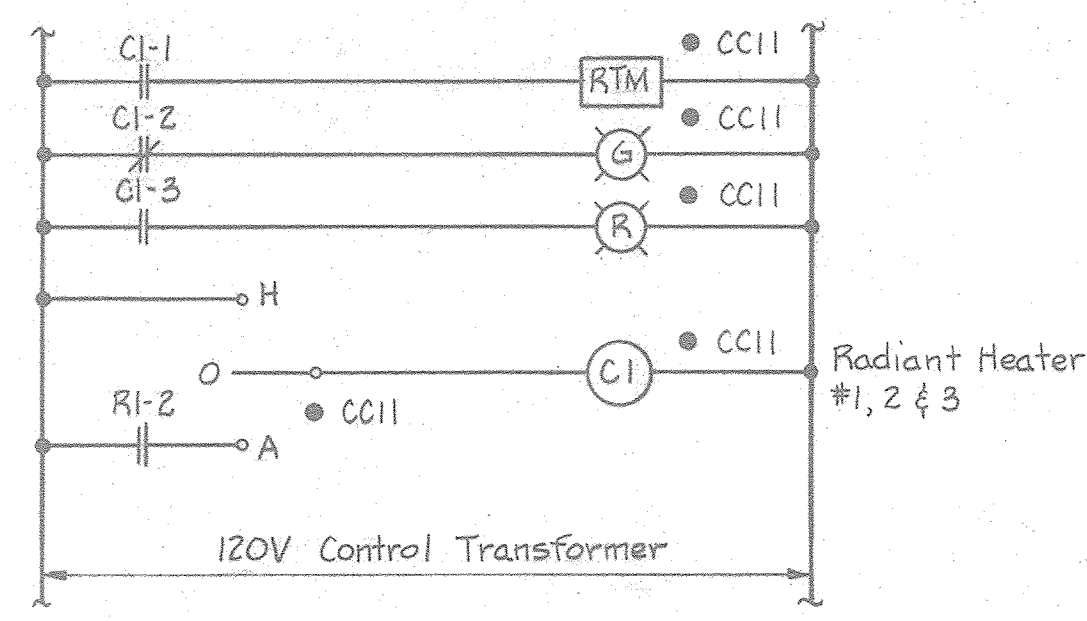 C1-1
CC11
RTM
C1-2
CC11
G
C1-3
CC11
R
H
CC11
O
C1
Radiant Heater
#1, 2 & 3
R1-2
CC11
A
120V Control Transformer